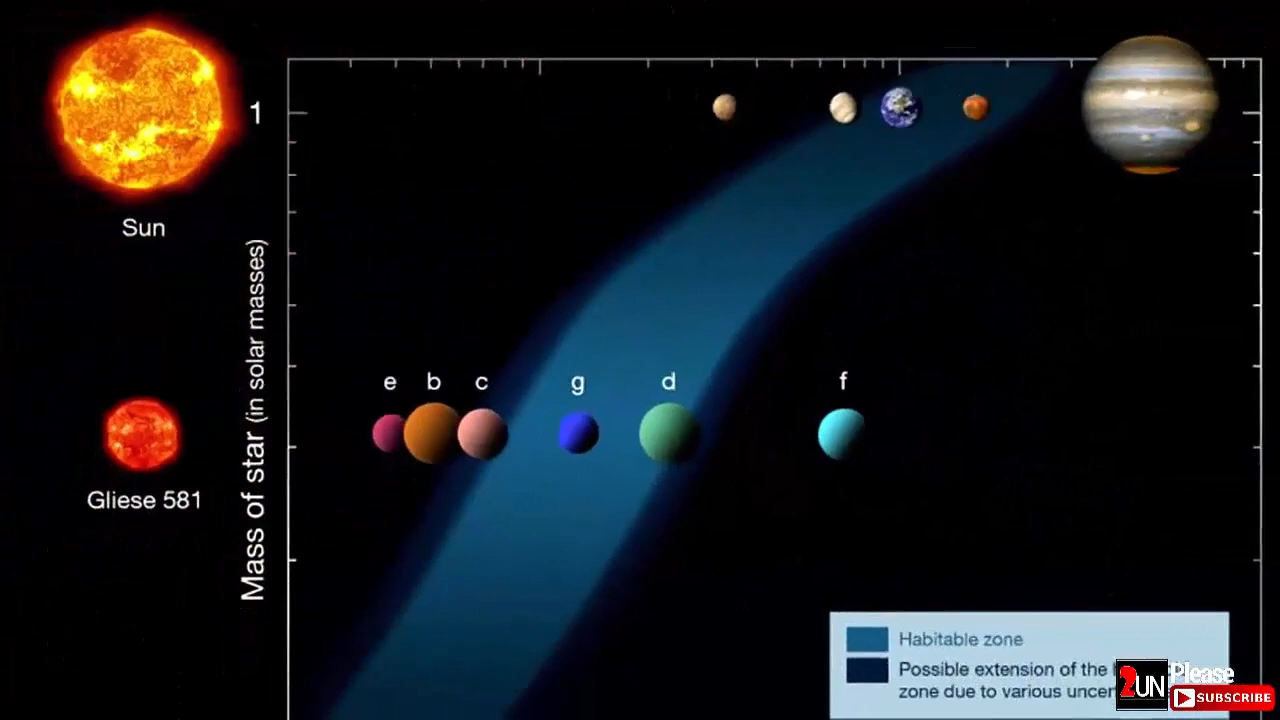 1
Sun
Mass of star (in solar masses)
e b c g d f
Gliese 581
Habitable zone
Possible extension of the
zone due to various
2UN
Please
SUBSCRIBE